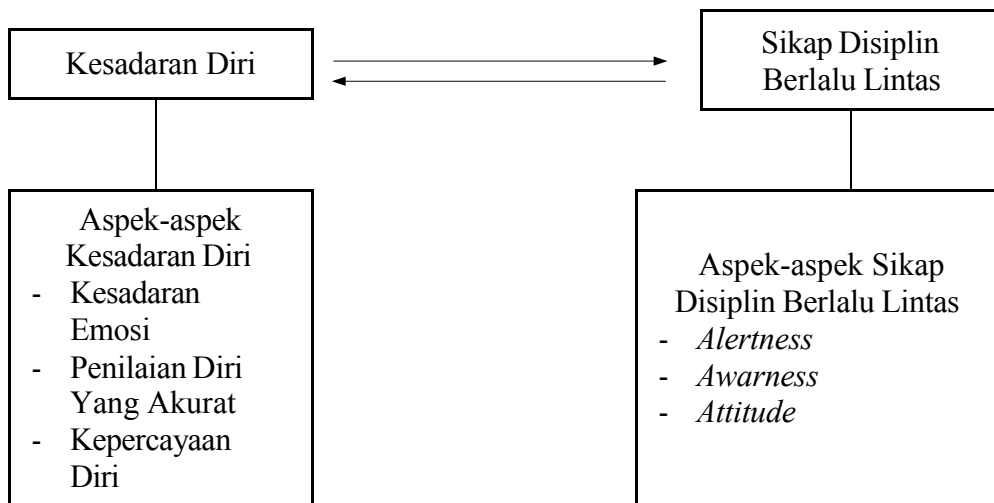 Kesadaran Diri
Sikap Disiplin
Berlalu Lintas
Aspek-aspek
Kesadaran Diri
- Kesadaran
Emosi
- Penilaian Diri
Yang Akurat
- Kepercayaan
Diri
Aspek-aspek Sikap
Disiplin Berlalu Lintas
- Alertness
- Awarness
- Attitude